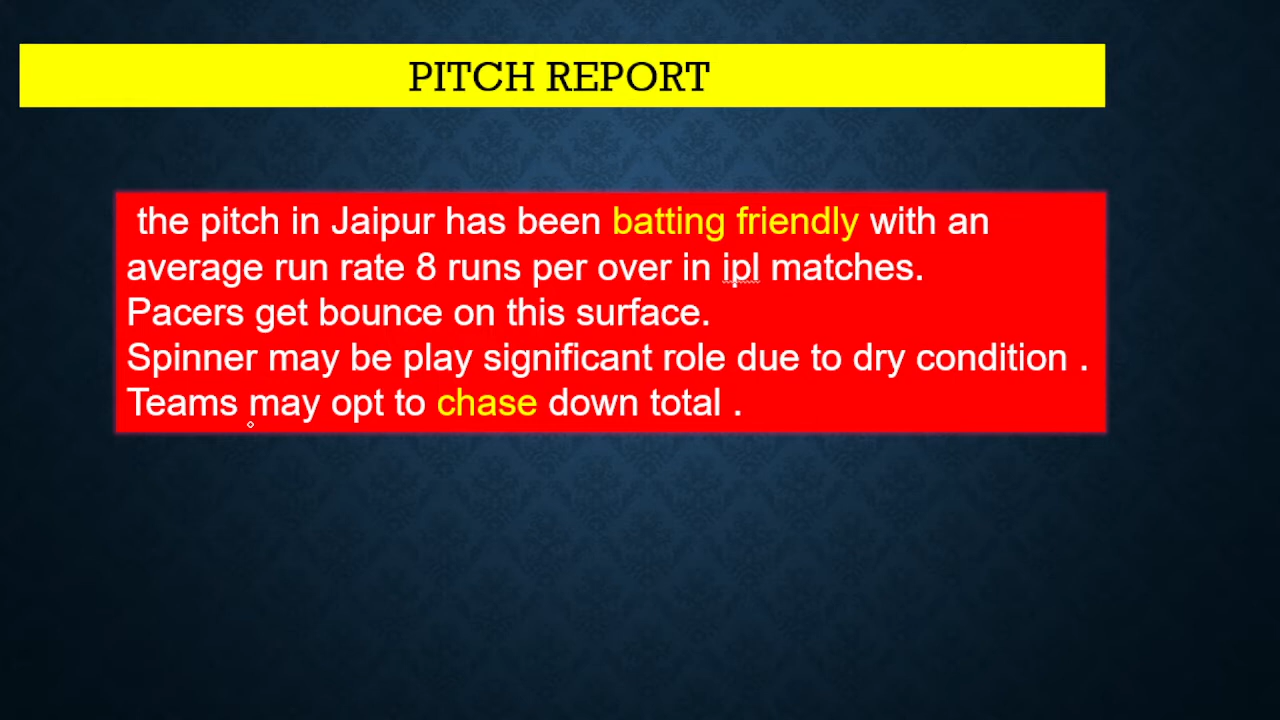 PITCH REPORT
the pitch in Jaipur has been batting friendly with an
average run rate 8 runs per over in ipl matches.
Pacers get bounce on this surface.
Spinner may be play significant role due to dry condition .
Teams may opt to chase down total .